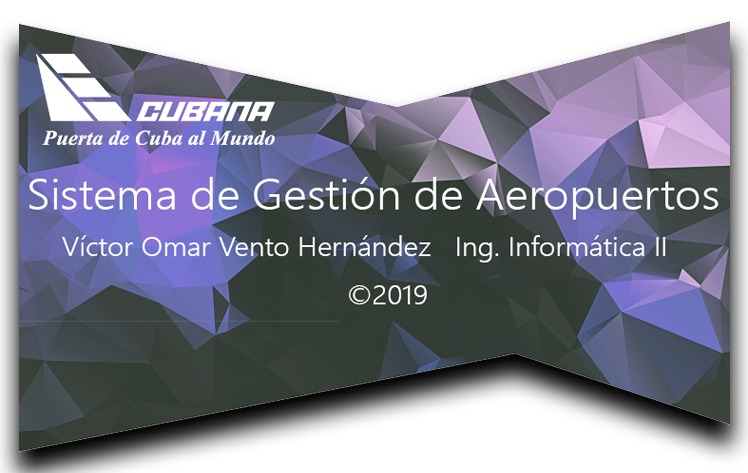 CUBANA
Puerta de Cuba al Mundo
Sistema de Gestión de Aeropuertos
Víctor Omar Vento Hernández Ing. Informática II
©2019